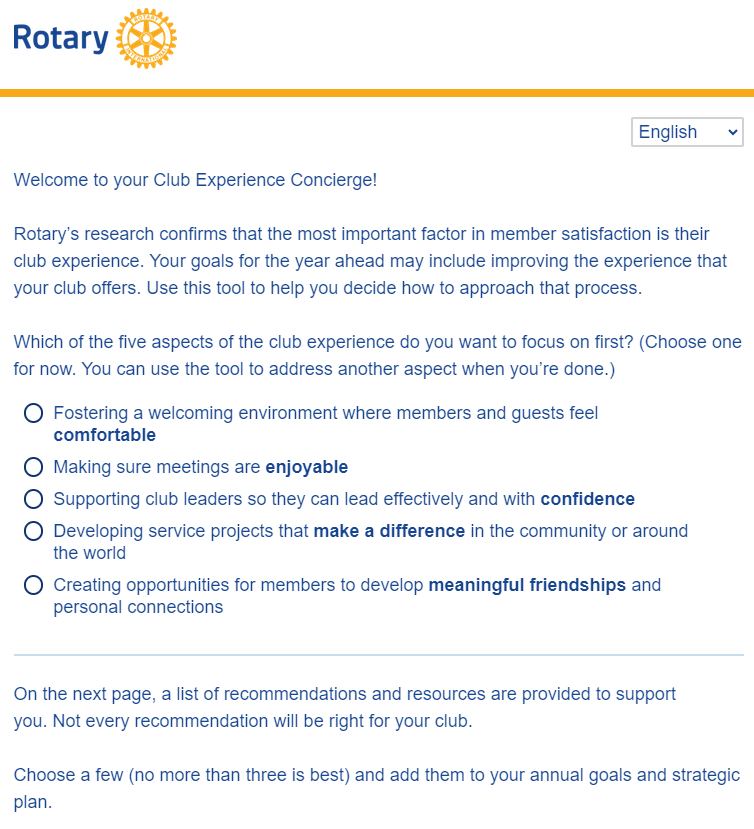 Rotary
ROTARY
INTERNATIONAL
English
Welcome to your Club Experience Concierge!
Rotary’s research confirms that the most important factor in member satisfaction is their
club experience. Your goals for the year ahead may include improving the experience that
your club offers. Use this tool to help you decide how to approach that process.
Which of the five aspects of the club experience do you want to focus on first? (Choose one
for now. You can use the tool to address another aspect when you’re done.)
Fostering a welcoming environment where members and guests feel
comfortable
Making sure meetings are enjoyable
Supporting club leaders so they can lead effectively and with confidence
Developing service projects that make a difference in the community or around
the world
Creating opportunities for members to develop meaningful friendships and
personal connections
On the next page, a list of recommendations and resources are provided to support
you. Not every recommendation will be right for your club.
Choose a few (no more than three is best) and add them to your annual goals and strategic
plan.